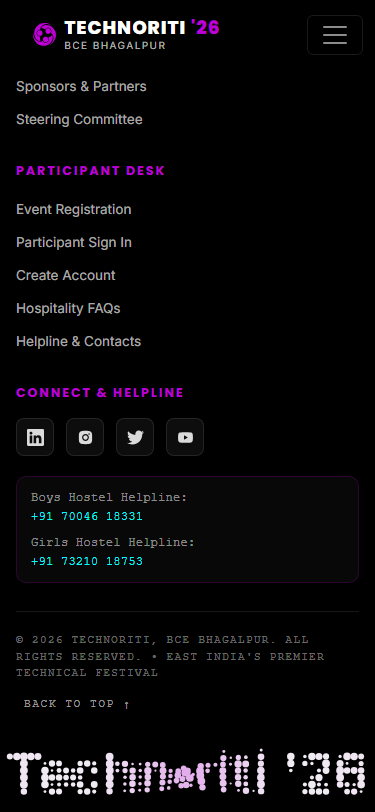 TECHNORITI '26
BCE BHAGALPUR
Sponsors & Partners
Steering Committee
PARTICIPANT DESK
Event Registration
Participant Sign In
Create Account
Hospitality FAQs
Helpline & Contacts
CONNECT & HELPLINE
Boys Hostel Helpline:
+91 70046 18331
Girls Hostel Helpline:
+91 73210 18753
© 2026 TECHNORITI, BCE BHAGALPUR. ALL
RIGHTS RESERVED. • EAST INDIA'S PREMIER
TECHNICAL FESTIVAL
BACK TO TOP ↑